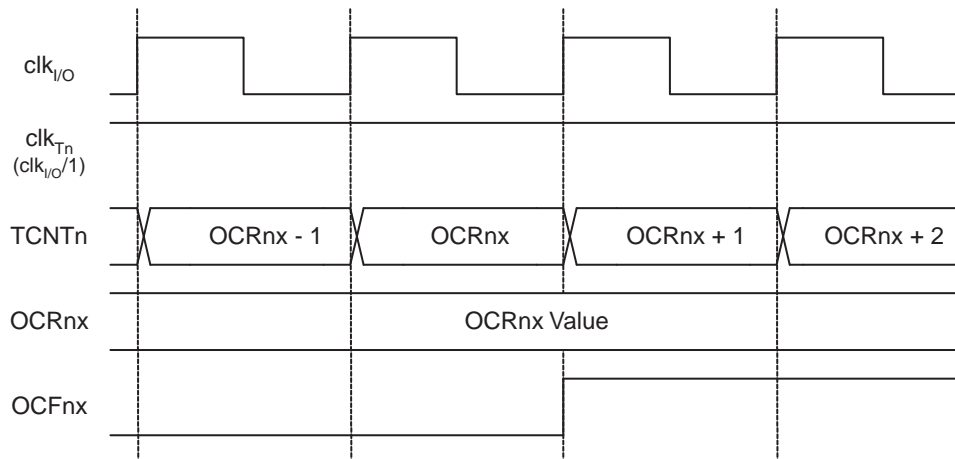 clkI/O
clkTn
(clkI/O/1)
TCNTn
OCRnx - 1
OCRnx
OCRnx + 1
OCRnx + 2
OCRnx
OCRnx Value
OCFnx